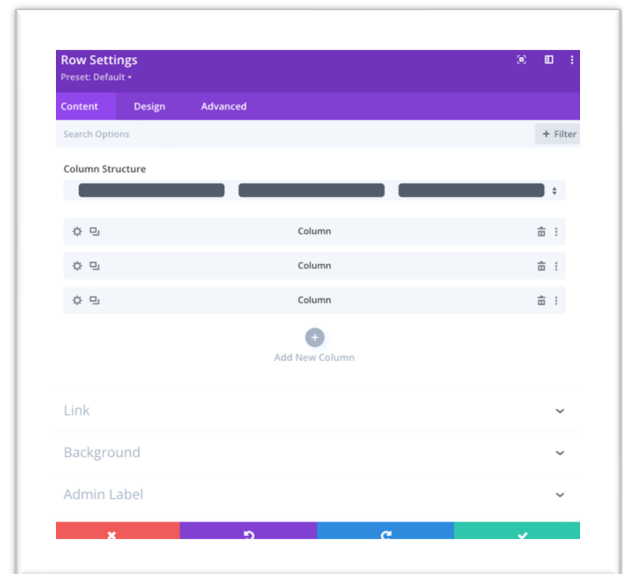 Row Settings
Preset: Default
Content Design Advanced
Search Options + Filter
Column Structure
Column
Column
Column
Add New Column
Link
Background
Admin Label